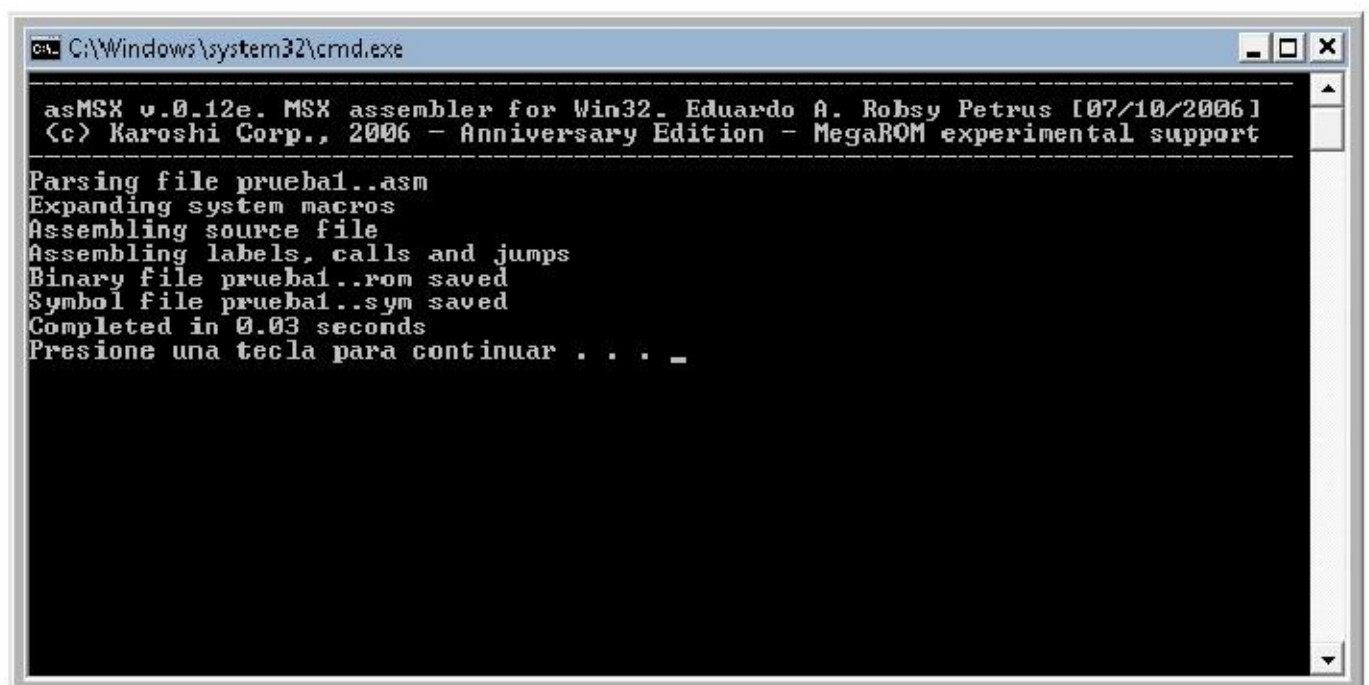 C:\Windows\system32\cmd.exe
asMSX v.0.12e. MSX assembler for Win32. Eduardo A. Robsy Petrus [07/10/2006]
(c) Karoshi Corp., 2006 - Anniversary Edition - MegaROM experimental support
Parsing file prueba1..asm
Expanding system macros
Assembling source file
Assembling labels, calls and jumps
Binary file prueba1..rom saved
Symbol file prueba1..sym saved
Completed in 0.03 seconds
Presione una tecla para continuar . . . _